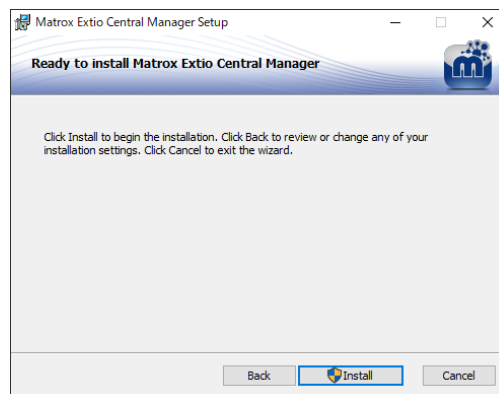 Matrox Extio Central Manager Setup
Ready to install Matrox Extio Central Manager
m
Click Install to begin the installation. Click Back to review or change any of your
installation settings. Click Cancel to exit the wizard.
Back
Install
Cancel